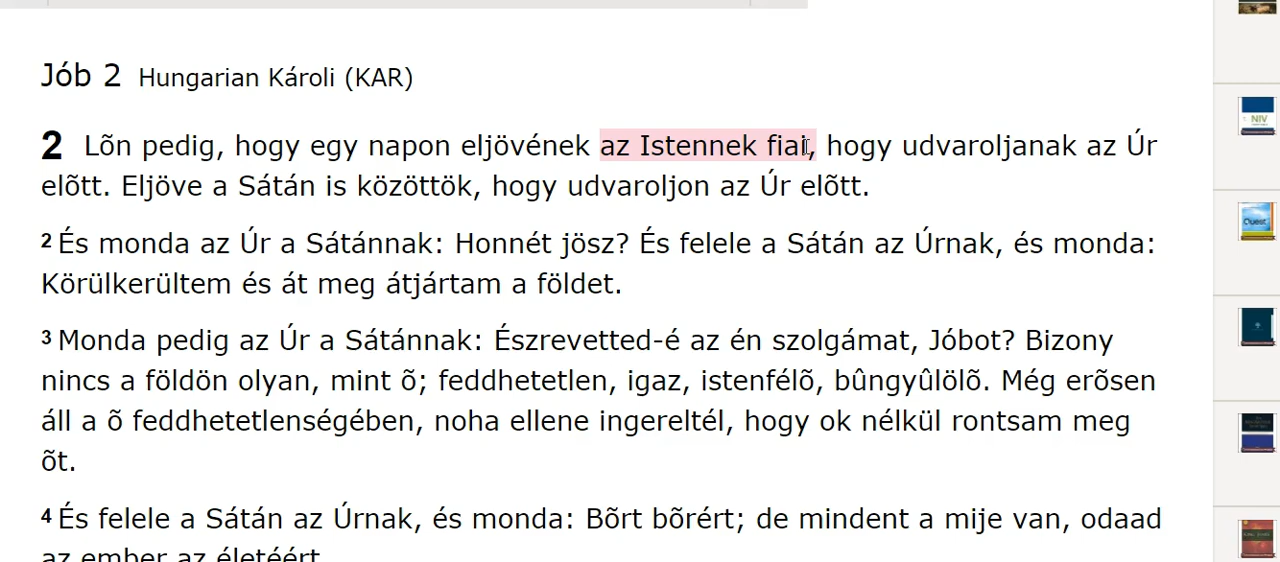 Jób 2 Hungarian Károli (KAR)
2 Lõn pedig, hogy egy napon eljövének az Istennek fiai, hogy udvaroljanak az Úr
elõtt. Eljöve a Sátán is közöttök, hogy udvaroljon az Úr elõtt.
2 És monda az Úr a Sátánnak: Honnét jösz? És felele a Sátán az Úrnak, és monda:
Körülkerültem és át meg átjártam a földet.
3 Monda pedig az Úr a Sátánnak: Észrevetted-é az én szolgámat, Jóbot? Bizony
nincs a földön olyan, mint õ; feddhetetlen, igaz, istenfélõ, bûngyûlölõ. Még erõsen
áll a õ feddhetetlenségében, noha ellene ingereltél, hogy ok nélkül rontsam meg
õt.
4 És felele a Sátán az Úrnak, és monda: Bõrt bõrért; de mindent a mije van, odaad
az ember az életéért
NIV
Quest